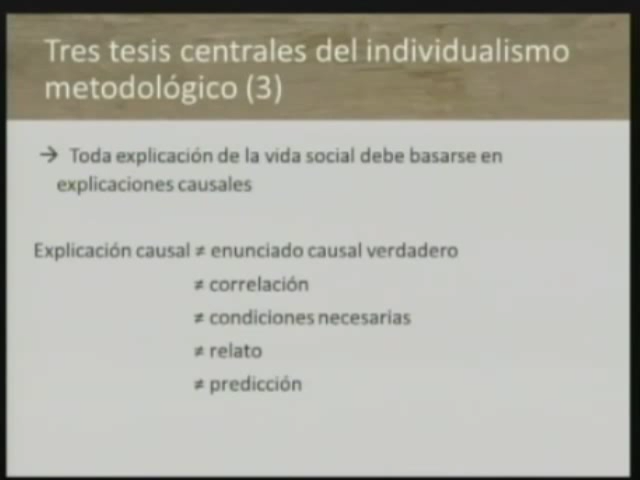 Tres tesis centrales del individualismo
metodológico (3)
→ Toda explicación de la vida social debe basarse en
explicaciones causales
Explicación causal ≠ enunciado causal verdadero
≠ correlación
≠ condiciones necesarias
≠ relato
≠ predicción